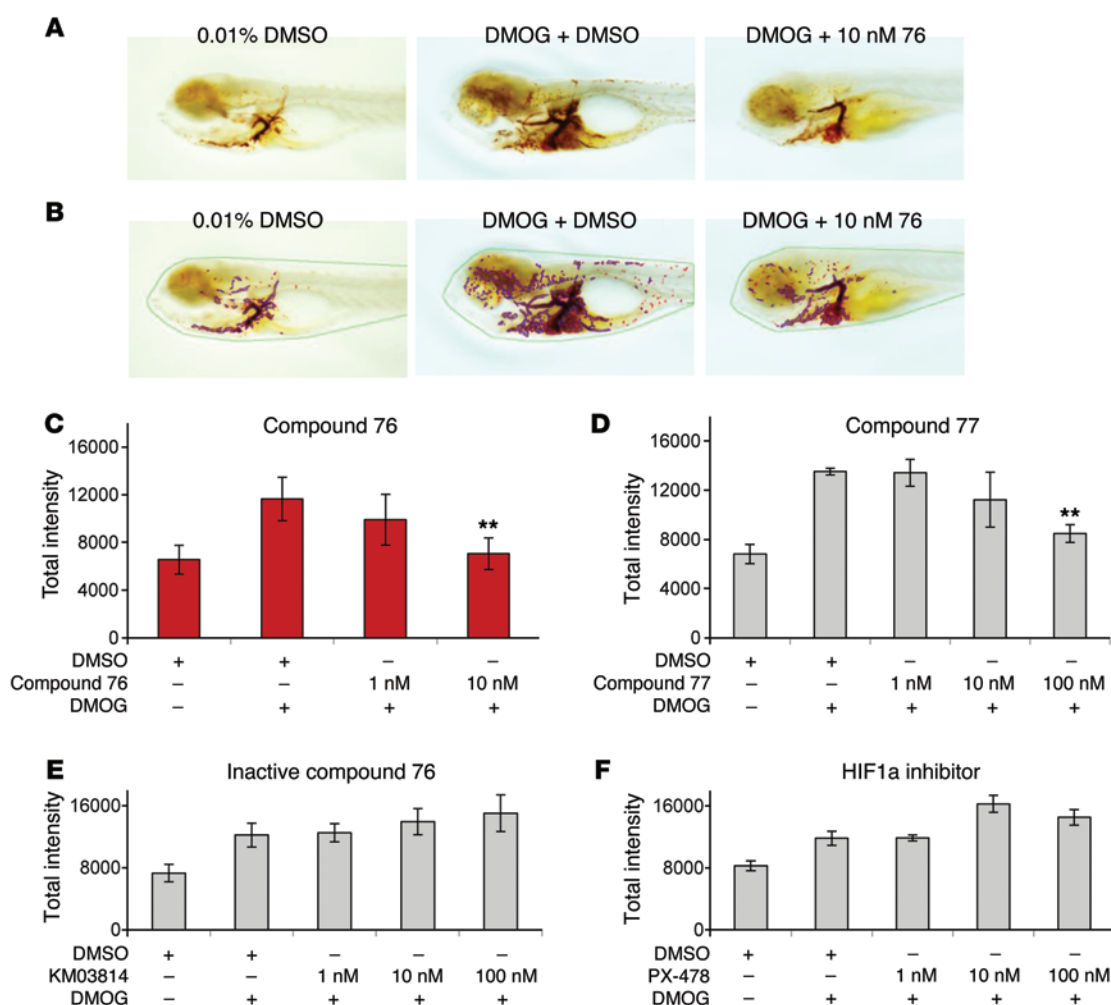 A
0.01% DMSO DMOG + DMSO DMOG + 10 nM 76
B
0.01% DMSO DMOG + DMSO DMOG + 10 nM 76
C Compound 76
Total intensity
16000
12000
8000
4000
0
**
DMSO + + – –
Compound 76 – – 1 nM 10 nM
DMOG – + + +
D Compound 77
Total intensity
16000
12000
8000
4000
0
**
DMSO + + – – –
Compound 77 – – 1 nM 10 nM 100 nM
DMOG – + + + +
E Inactive compound 76
Total intensity
16000
8000
0
DMSO + + – – –
KM03814 – – 1 nM 10 nM 100 nM
DMOG – + + + +
F HIF1a inhibitor
Total intensity
16000
8000
0
DMSO + + – – –
PX-478 – – 1 nM 10 nM 100 nM
DMOG – + + + +